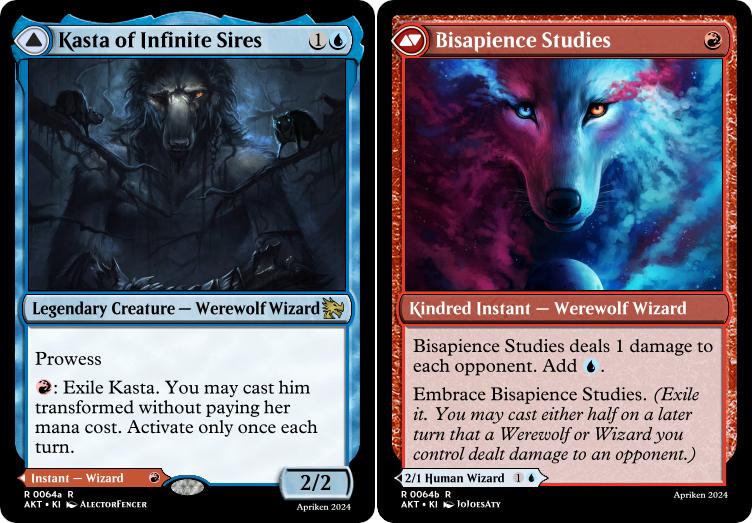 Kasta of Infinite Sires 1
Legendary Creature — Werewolf Wizard
Prowess
: Exile Kasta. You may cast him
transformed without paying her
mana cost. Activate only once each
turn.
Instant — Wizard
2/2
R 0064a R
AKT • KI AlectorFencer
Apriken 2024
Bisapience Studies
Kindred Instant — Werewolf Wizard
Bisapience Studies deals 1 damage to
each opponent. Add .
Embrace Bisapience Studies. (Exile
it. You may cast either half on a later
turn that a Werewolf or Wizard you
control dealt damage to an opponent.)
2/1 Human Wizard 1
R 0064b R
AKT • KI JoJoesArty
Apriken 2024